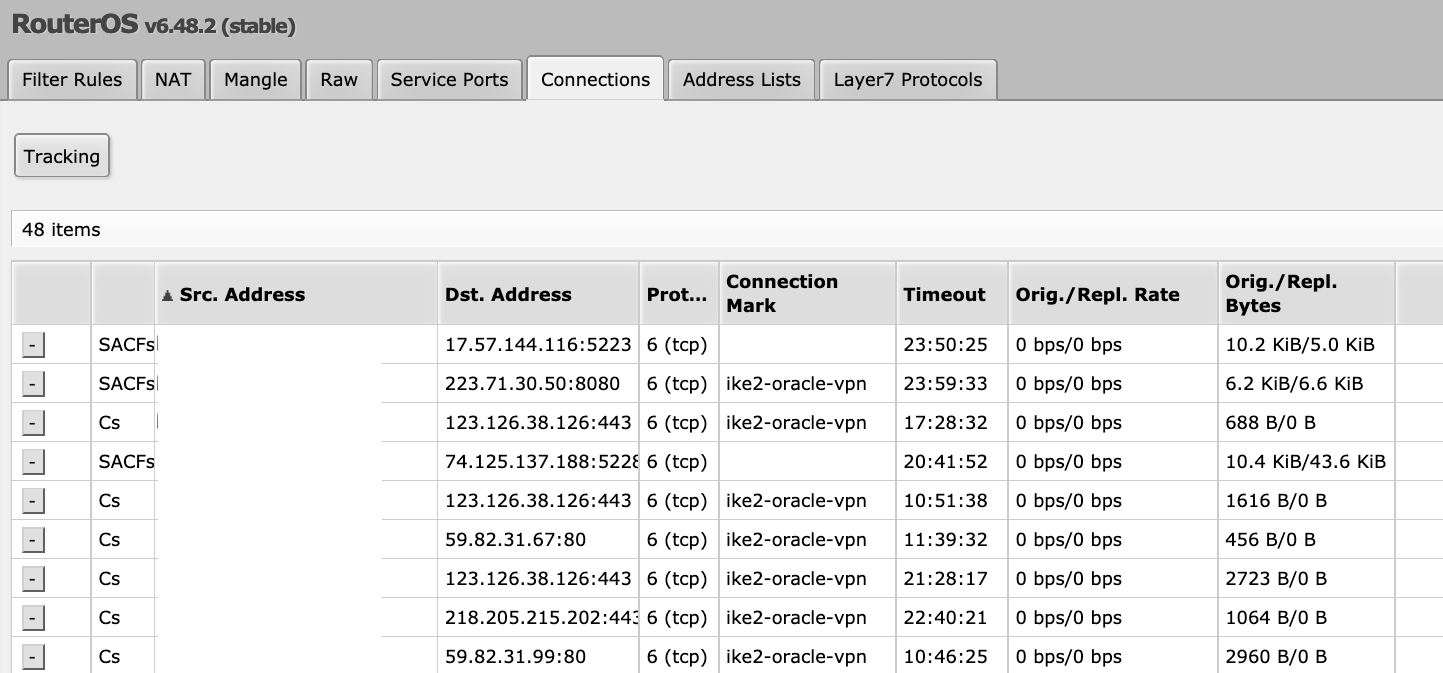 RouterOS v6.48.2 (stable)
Filter Rules NAT Mangle Raw Service Ports Connections Address Lists Layer7 Protocols
Tracking
48 items
▲ Src. Address Dst. Address Prot... Connection Mark Timeout Orig./Repl. Rate Orig./Repl. Bytes
- SACFs 17.57.144.116:5223 6 (tcp) 23:50:25 0 bps/0 bps 10.2 KiB/5.0 KiB
- SACFs 223.71.30.50:8080 6 (tcp) ike2-oracle-vpn 23:59:33 0 bps/0 bps 6.2 KiB/6.6 KiB
- Cs 123.126.38.126:443 6 (tcp) ike2-oracle-vpn 17:28:32 0 bps/0 bps 688 B/0 B
- SACFs 74.125.137.188:5228 6 (tcp) 20:41:52 0 bps/0 bps 10.4 KiB/43.6 KiB
- Cs 123.126.38.126:443 6 (tcp) ike2-oracle-vpn 10:51:38 0 bps/0 bps 1616 B/0 B
- Cs 59.82.31.67:80 6 (tcp) ike2-oracle-vpn 11:39:32 0 bps/0 bps 456 B/0 B
- Cs 123.126.38.126:443 6 (tcp) ike2-oracle-vpn 21:28:17 0 bps/0 bps 2723 B/0 B
- Cs 218.205.215.202:443 6 (tcp) ike2-oracle-vpn 22:40:21 0 bps/0 bps 1064 B/0 B
- Cs 59.82.31.99:80 6 (tcp) ike2-oracle-vpn 10:46:25 0 bps/0 bps 2960 B/0 B